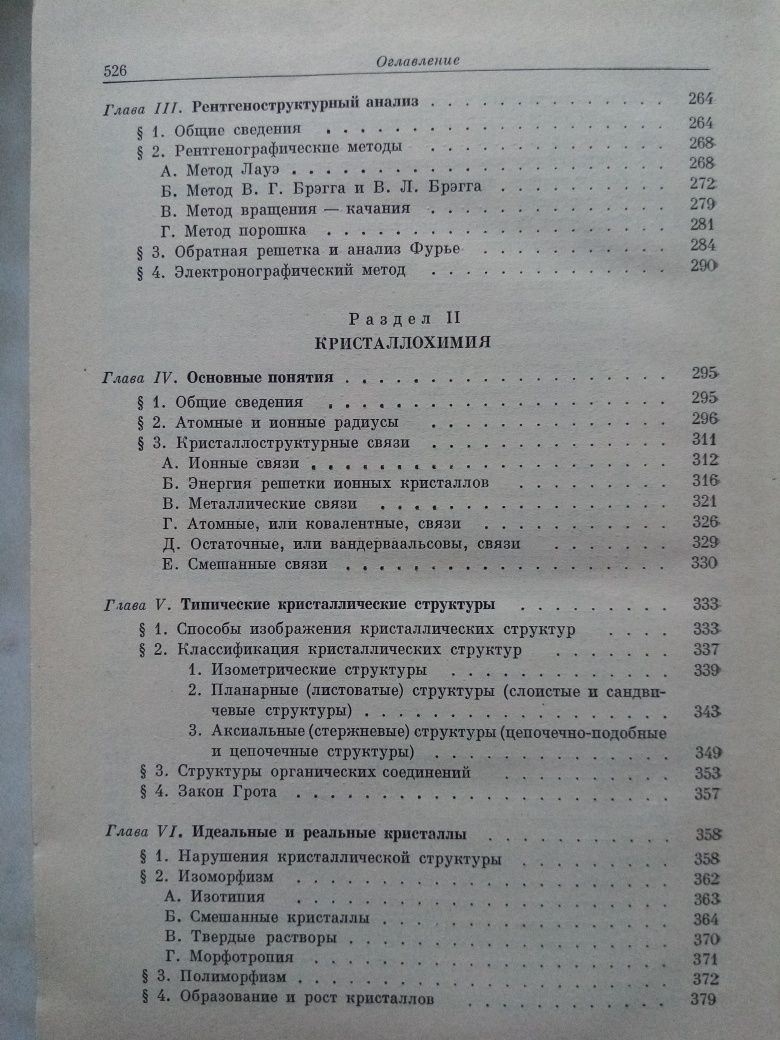 526 Оглавление
Глава III. Рентгеноструктурный анализ . . . . . . . . . . . . . . 264
§ 1. Общие сведения . . . . . . . . . . . . . . . . . . 264
§ 2. Рентгенографические методы . . . . . . . . . . . . . 268
А. Метод Лауэ . . . . . . . . . . . . . . . . . . . 268
Б. Метод В. Г. Брэгга и В. Л. Брэгга . . . . . . . . . 272
В. Метод вращения — качания . . . . . . . . . . . . . 279
Г. Метод порошка . . . . . . . . . . . . . . . . . . 281
§ 3. Обратная решетка и анализ Фурье . . . . . . . . . . 284
§ 4. Электронографический метод . . . . . . . . . . . . . 290
Раздел II
КРИСТАЛЛОХИМИЯ
Глава IV. Основные понятия . . . . . . . . . . . . . . . . . 295
§ 1. Общие сведения . . . . . . . . . . . . . . . . . . 295
§ 2. Атомные и ионные радиусы . . . . . . . . . . . . . 296
§ 3. Кристаллоструктурные связи . . . . . . . . . . . . . 311
А. Ионные связи . . . . . . . . . . . . . . . . . . . 312
Б. Энергия решетки ионных кристаллов . . . . . . . . . 316
В. Металлические связи . . . . . . . . . . . . . . . . 321
Г. Атомные, или ковалентные, связи . . . . . . . . . . 326
Д. Остаточные, или вандерваальсовы, связи . . . . . . . 329
Е. Смешанные связи . . . . . . . . . . . . . . . . . 330
Глава V. Типические кристаллические структуры . . . . . . . . . 333
§ 1. Способы изображения кристаллических структур . . . . 333
§ 2. Классификация кристаллических структур . . . . . . . 337
1. Изометрические структуры . . . . . . . . . . . . 339
2. Планарные (листоватые) структуры (слоистые и сандви-
чевые структуры) . . . . . . . . . . . . . . . . . 343
3. Аксиальные (стержневые) структуры (цепочечно-подобные
и цепочечные структуры) . . . . . . . . . . . . . 349
§ 3. Структуры органических соединений . . . . . . . . . 353
§ 4. Закон Грота . . . . . . . . . . . . . . . . . . . . 357
Глава VI. Идеальные и реальные кристаллы . . . . . . . . . . . 358
§ 1. Нарушения кристаллической структуры . . . . . . . . 358
§ 2. Изоморфизм . . . . . . . . . . . . . . . . . . . . 362
А. Изотипия . . . . . . . . . . . . . . . . . . . . 363
Б. Смешанные кристаллы . . . . . . . . . . . . . . . 364
В. Твердые растворы . . . . . . . . . . . . . . . . . 370
Г. Морфотропия . . . . . . . . . . . . . . . . . . . 371
§ 3. Полиморфизм . . . . . . . . . . . . . . . . . . . 372
§ 4. Образование и рост кристаллов . . . . . . . . . . . 379